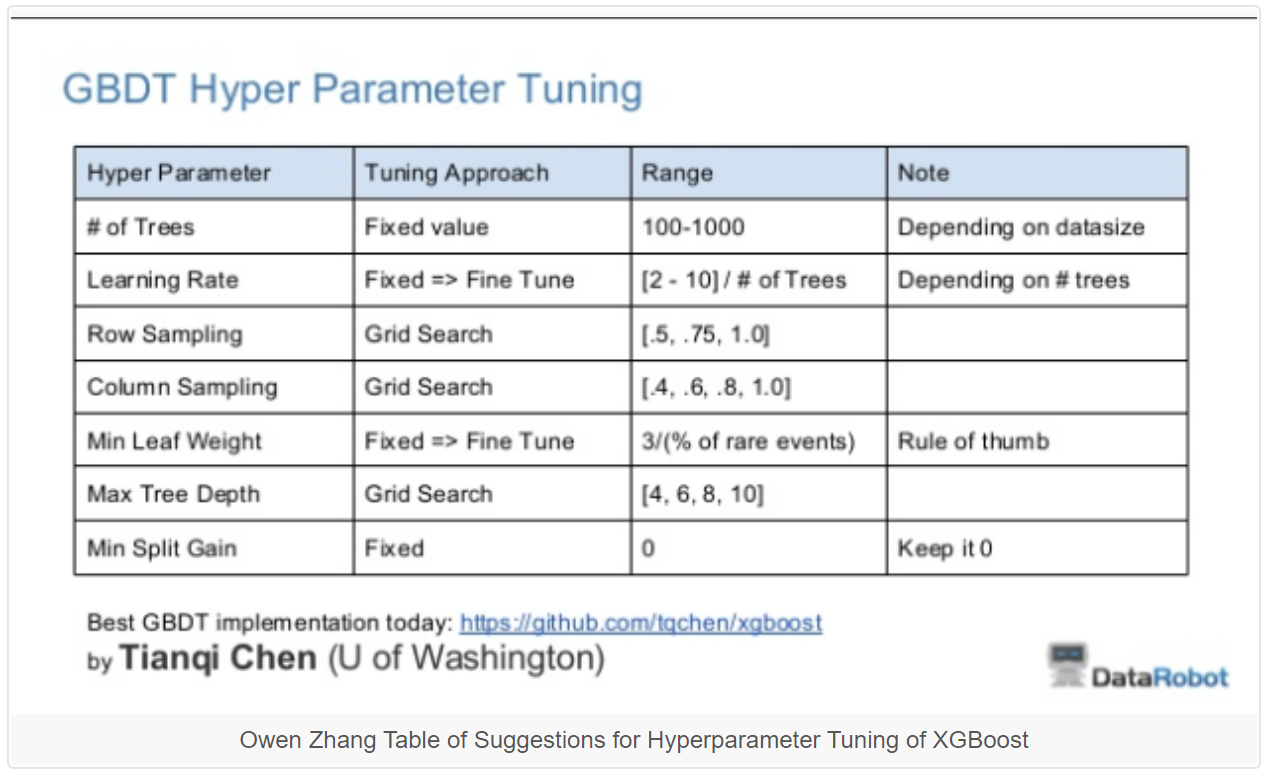 GBDT Hyper Parameter Tuning
Hyper Parameter Tuning Approach Range Note
# of Trees Fixed value 100-1000 Depending on datasize
Learning Rate Fixed => Fine Tune [2 - 10] / # of Trees Depending on # trees
Row Sampling Grid Search [.5, .75, 1.0]
Column Sampling Grid Search [.4, .6, .8, 1.0]
Min Leaf Weight Fixed => Fine Tune 3/(% of rare events) Rule of thumb
Max Tree Depth Grid Search [4, 6, 8, 10]
Min Split Gain Fixed 0 Keep it 0
Best GBDT implementation today: https://github.com/tqchen/xgboost
by Tianqi Chen (U of Washington)
DataRobot
Owen Zhang Table of Suggestions for Hyperparameter Tuning of XGBoost